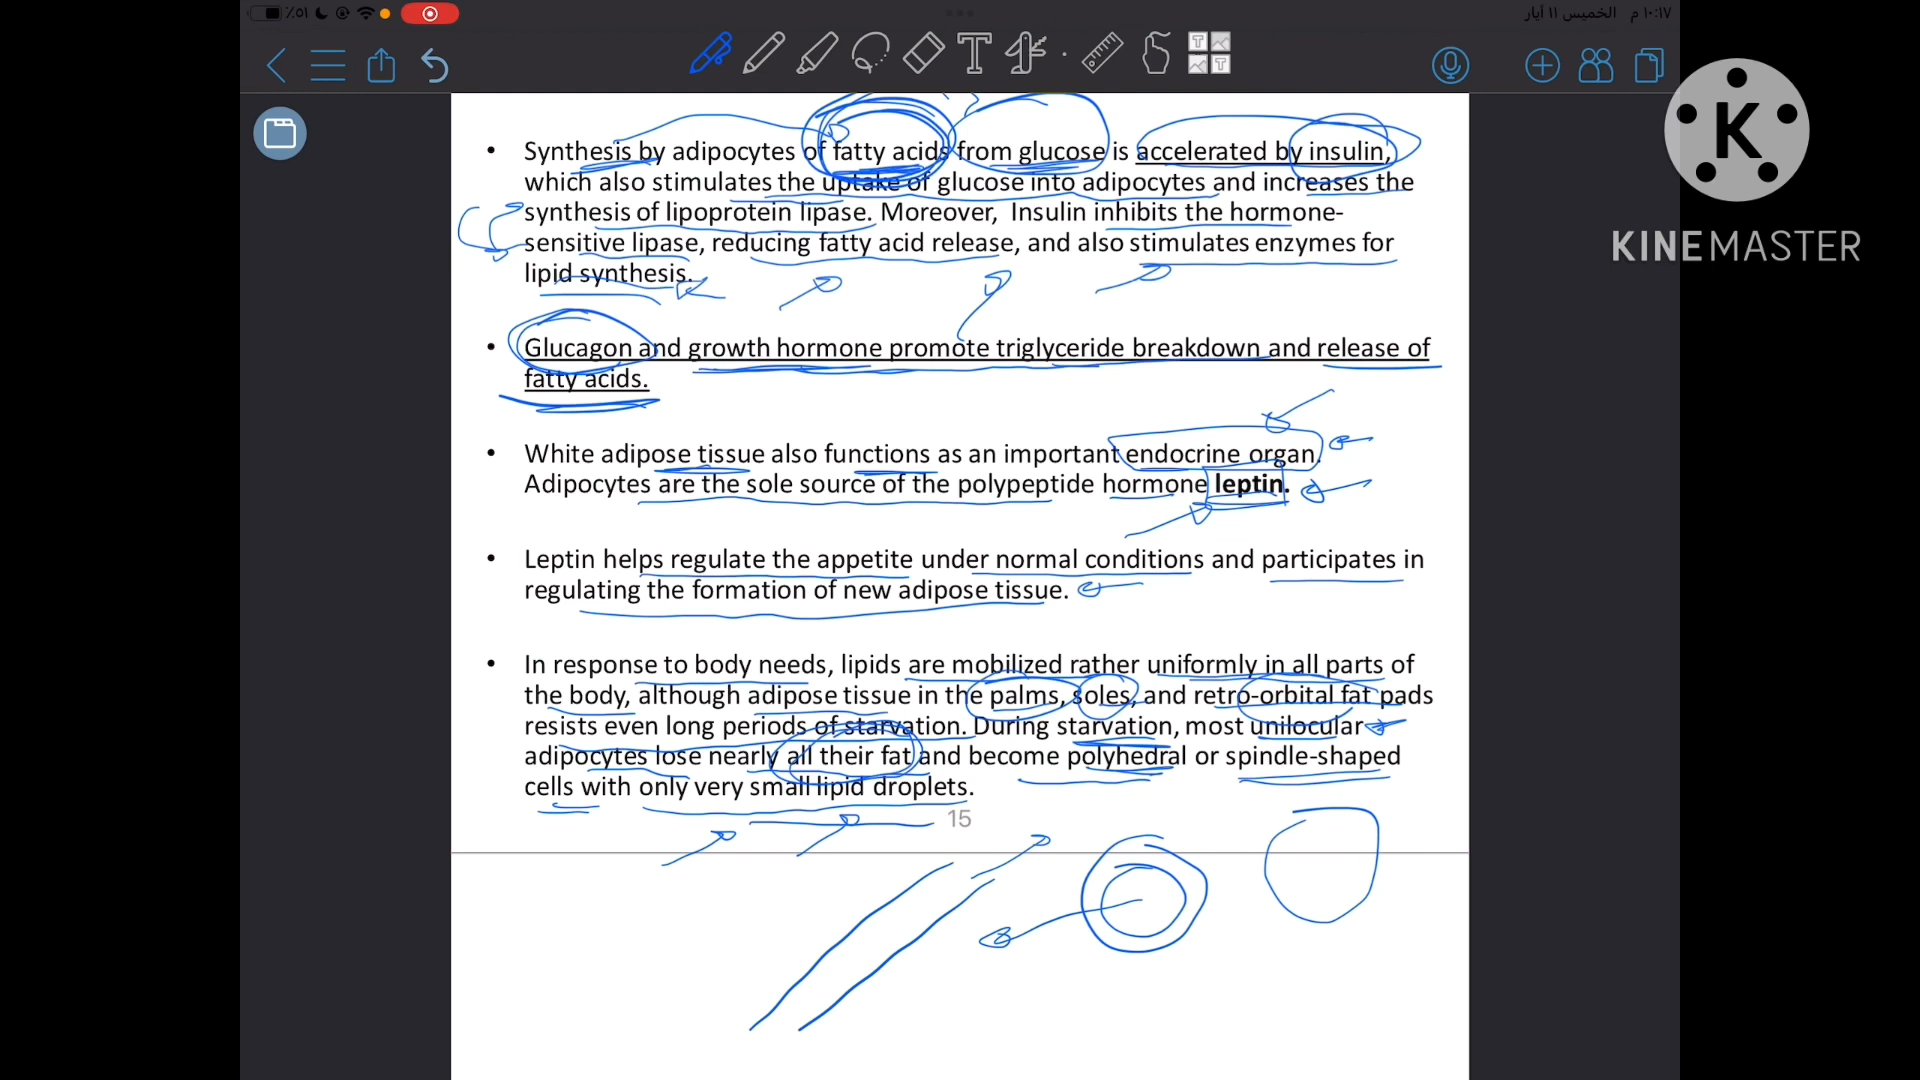 ٪٥١
١٠:١٧ م الخميس ١١ أيار
T
T
T
K
KINEMASTER
• Synthesis by adipocytes of fatty acids from glucose is accelerated by insulin,
which also stimulates the uptake of glucose into adipocytes and increases the
synthesis of lipoprotein lipase. Moreover, Insulin inhibits the hormone-
sensitive lipase, reducing fatty acid release, and also stimulates enzymes for
lipid synthesis.
• Glucagon and growth hormone promote triglyceride breakdown and release of
fatty acids.
• White adipose tissue also functions as an important endocrine organ.
Adipocytes are the sole source of the polypeptide hormone leptin.
• Leptin helps regulate the appetite under normal conditions and participates in
regulating the formation of new adipose tissue.
• In response to body needs, lipids are mobilized rather uniformly in all parts of
the body, although adipose tissue in the palms, soles, and retro-orbital fat pads
resists even long periods of starvation. During starvation, most unilocular
adipocytes lose nearly all their fat and become polyhedral or spindle-shaped
cells with only very small lipid droplets.
15